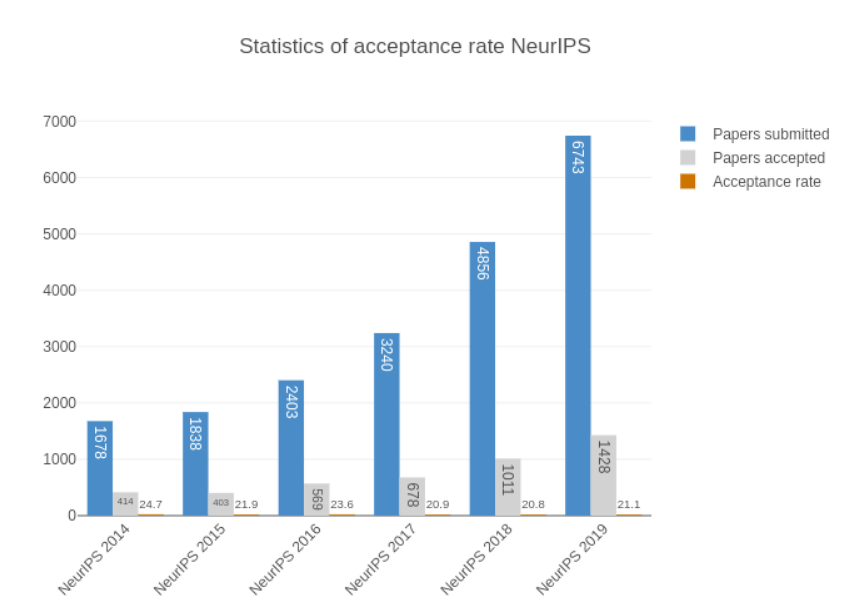 Statistics of acceptance rate NeurIPS
7000
6000
5000
4000
3000
2000
1000
0
Papers submitted
Papers accepted
Acceptance rate
1678
414
24.7
1838
403
21.9
2403
569
23.6
3240
678
20.9
4856
1011
20.8
6743
1428
21.1
NeurIPS 2014
NeurIPS 2015
NeurIPS 2016
NeurIPS 2017
NeurIPS 2018
NeurIPS 2019